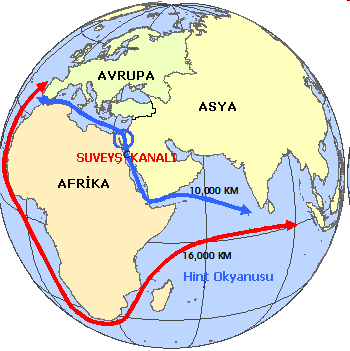 AVRUPA
ASYA
SUVEYŞ KANALI
AFRİKA
10,000 KM
16,000 KM
Hint Okyanusu